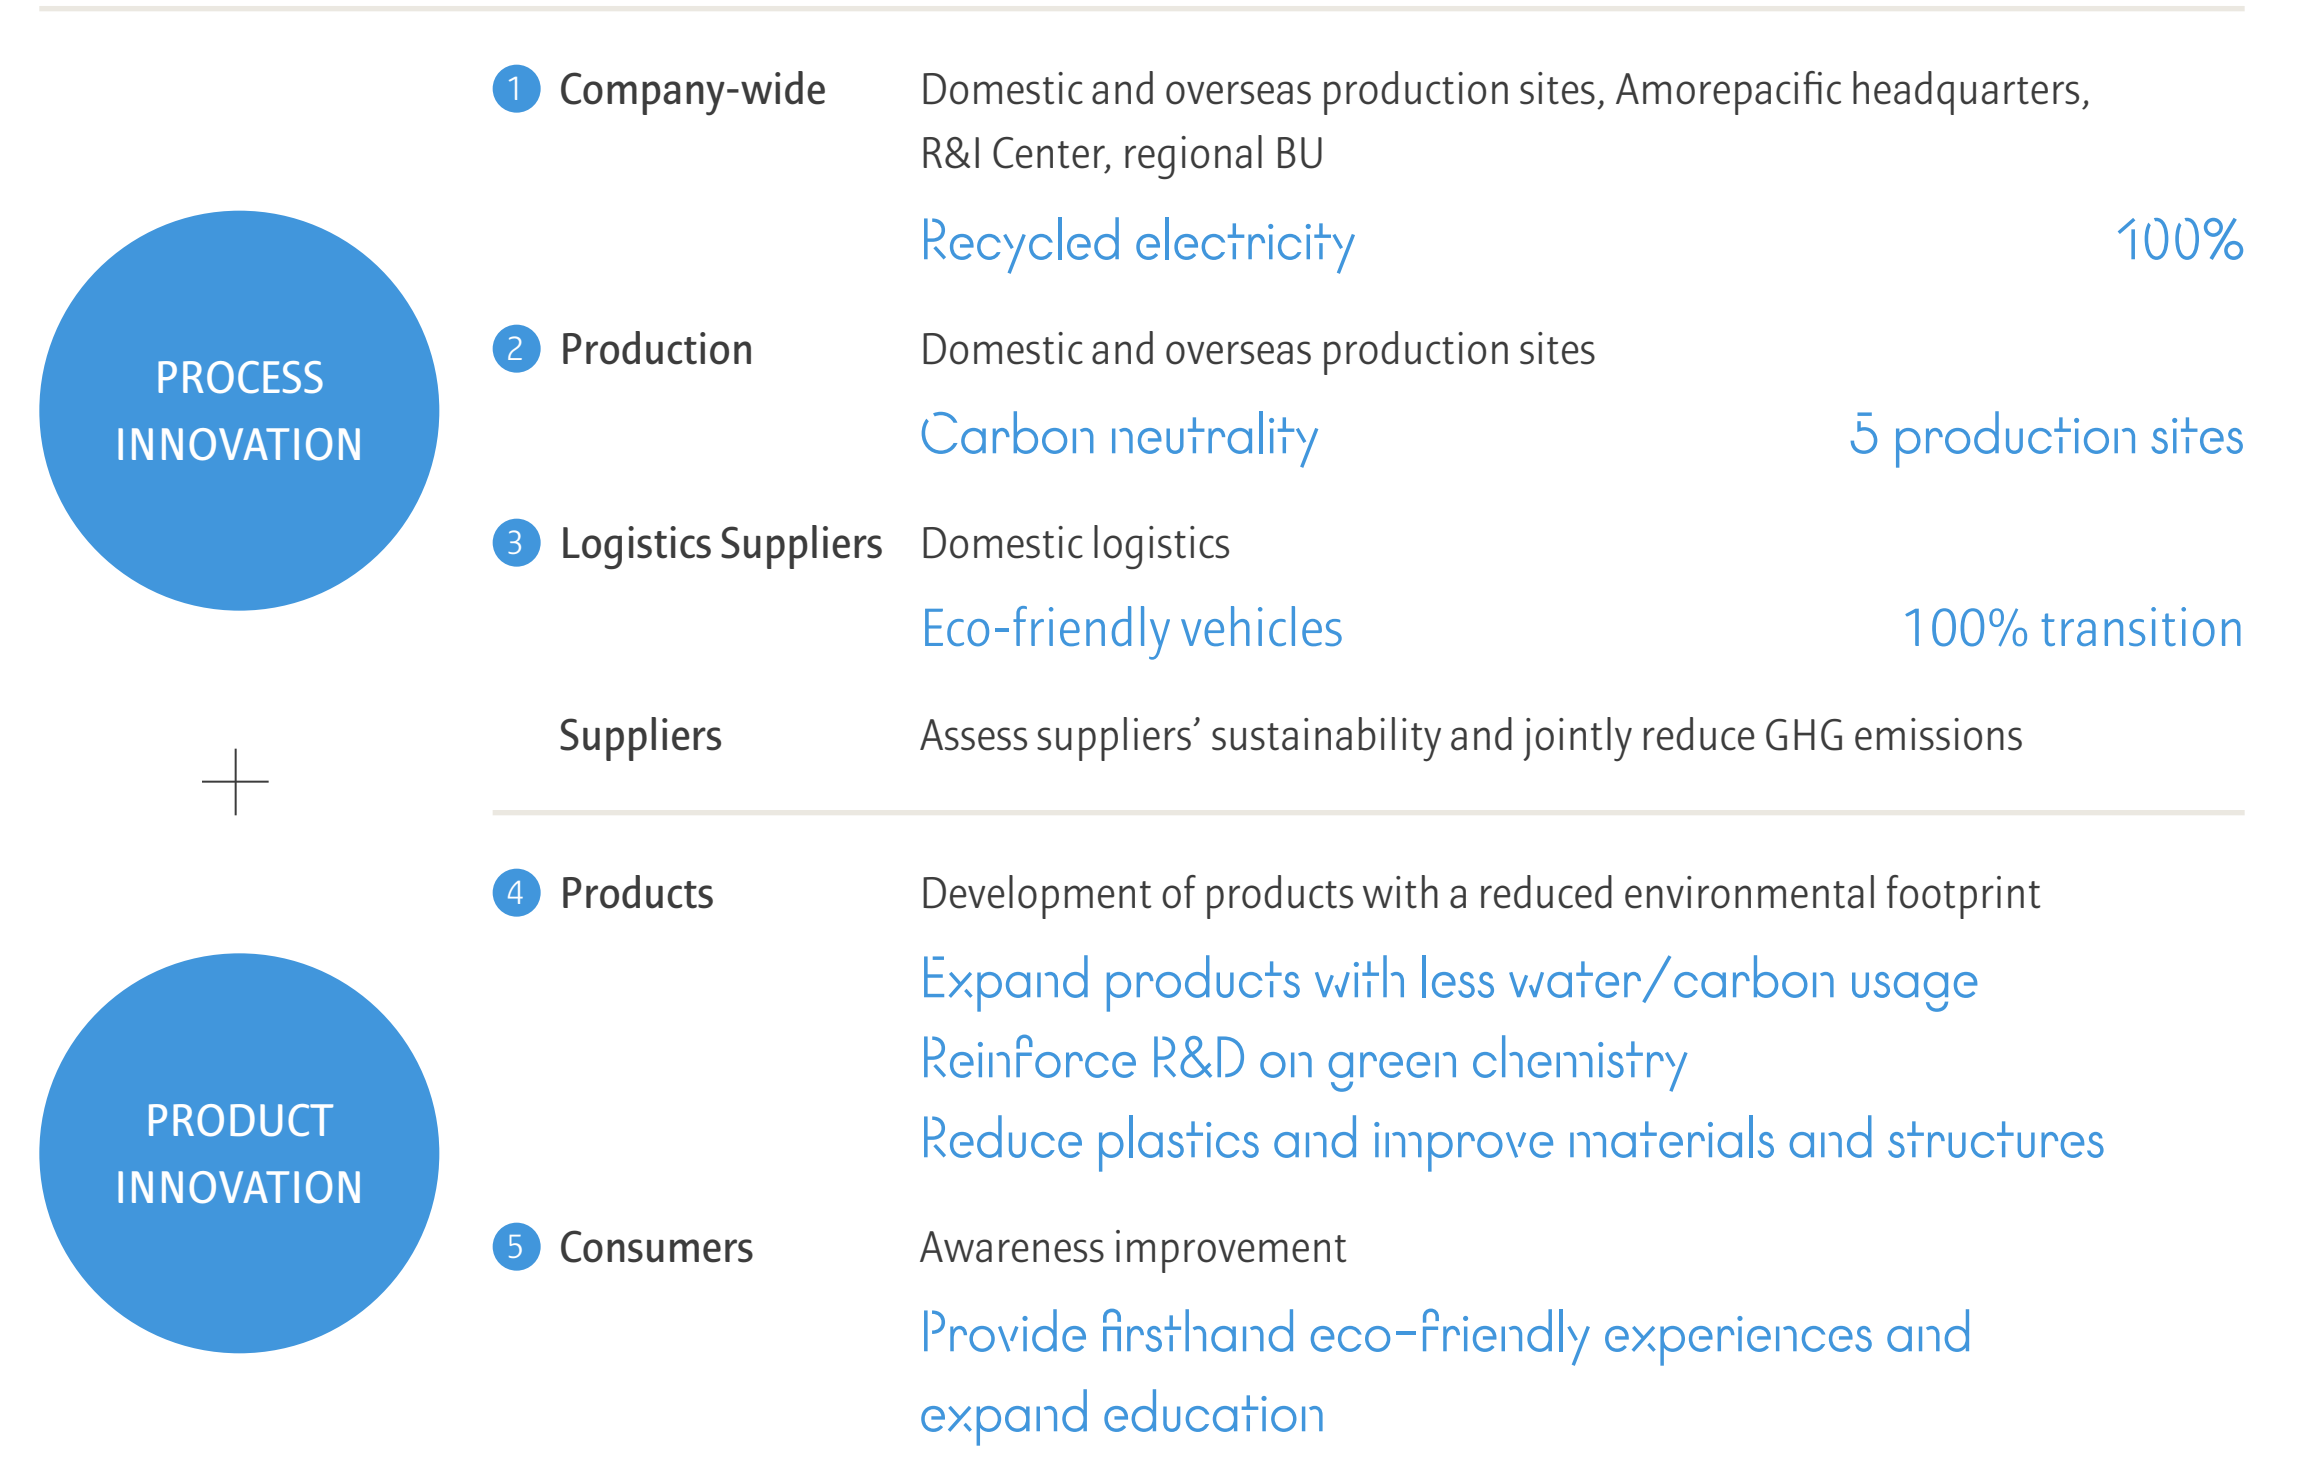 PROCESS
INNOVATION
1 Company-wide Domestic and overseas production sites, Amorepacific headquarters,
R&I Center, regional BU
Recycled electricity 100%
2 Production Domestic and overseas production sites
Carbon neutrality 5 production sites
3 Logistics Suppliers Domestic logistics
Eco-friendly vehicles 100% transition
Suppliers Assess suppliers’ sustainability and jointly reduce GHG emissions
+
PRODUCT
INNOVATION
4 Products Development of products with a reduced environmental footprint
Expand products with less water/carbon usage
Reinforce R&D on green chemistry
Reduce plastics and improve materials and structures
5 Consumers Awareness improvement
Provide firsthand eco-friendly experiences and
expand education